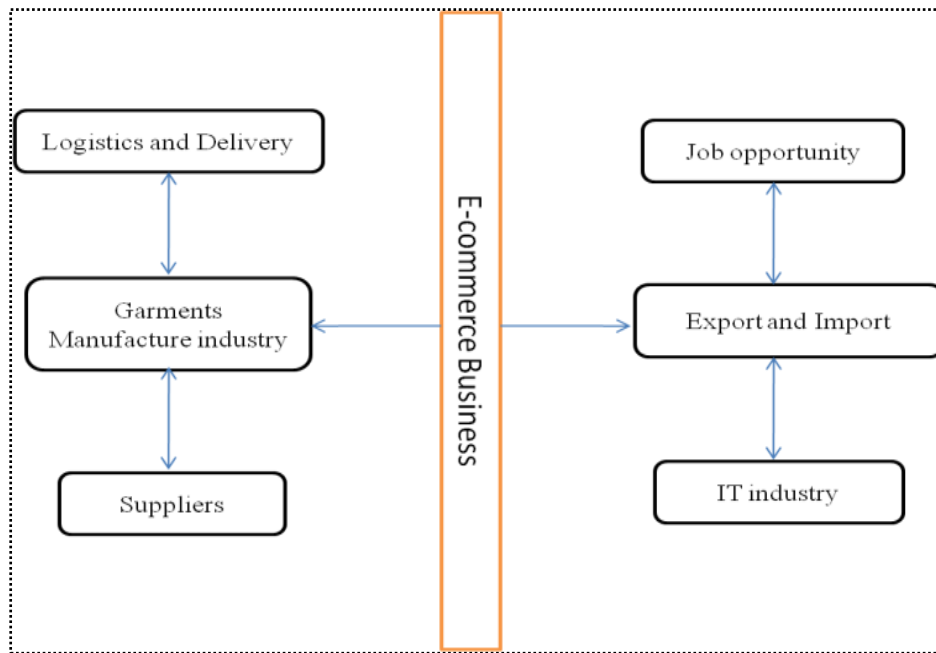 Logistics and Delivery
Garments
Manufacture industry
Suppliers
E-commerce Business
Job opportunity
Export and Import
IT industry